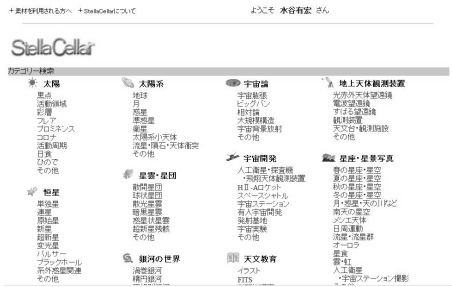 + 素材を利用される方へ + StellaCellarについて
ようこそ 水谷有宏 さん
StellaCellar
カテゴリー検索
太陽
黒点
活動領域
彩層
フレア
プロミネンス
コロナ
活動周期
日食
ひので
その他
恒星
単独星
連星
原始星
新星
超新星
変光星
パルサー
ブラックホール
系外惑星関連
その他
太陽系
地球
月
惑星
準惑星
衛星
太陽系小天体
流星・隕石・天体衝突
その他
星雲・星団
散開星団
球状星団
散光星雲
暗黒星雲
惑星状星雲
超新星残骸
その他
銀河の世界
渦巻銀河
楕円銀河
宇宙論
宇宙膨張
ビッグバン
相対論
大規模構造
宇宙背景放射
その他
宇宙開発
人工衛星・探査機
・飛翔天体観測装置
HⅡ-Aロケット
スペースシャトル
宇宙ステーション
有人宇宙開発
発射基地
宇宙実験
その他
天文教育
イラスト
FITS
地上天体観測装置
光赤外天体望遠鏡
電波望遠鏡
すばる望遠鏡
観測装置
天文台・観測施設
その他
星座・星景写真
春の星座・星空
夏の星座・星空
秋の星座・星空
冬の星座・星空
月・惑星・天の川など
南天の星空
メシエ天体
日周運動
流星・流星群
オーロラ
星食
雲・虹
人工衛星
・宇宙ステーション撮影